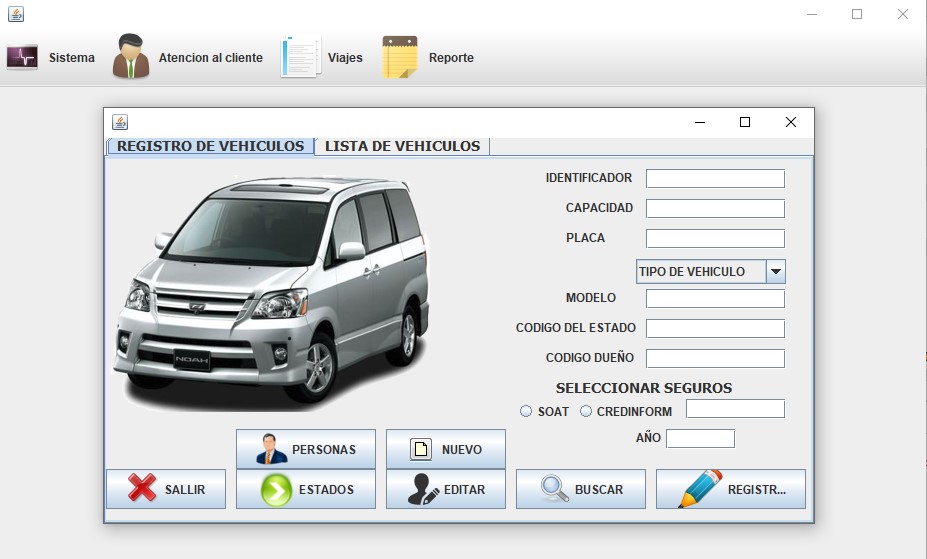 Sistema
Atencion al cliente
Viajes
Reporte
REGISTRO DE VEHICULOS
LISTA DE VEHICULOS
IDENTIFICADOR
CAPACIDAD
PLACA
TIPO DE VEHICULO
MODELO
CODIGO DEL ESTADO
CODIGO DUEÑO
SELECCIONAR SEGUROS
SOAT
CREDINFORM
AÑO
NOAH
PERSONAS
NUEVO
SALLIR
ESTADOS
EDITAR
BUSCAR
REGISTR...